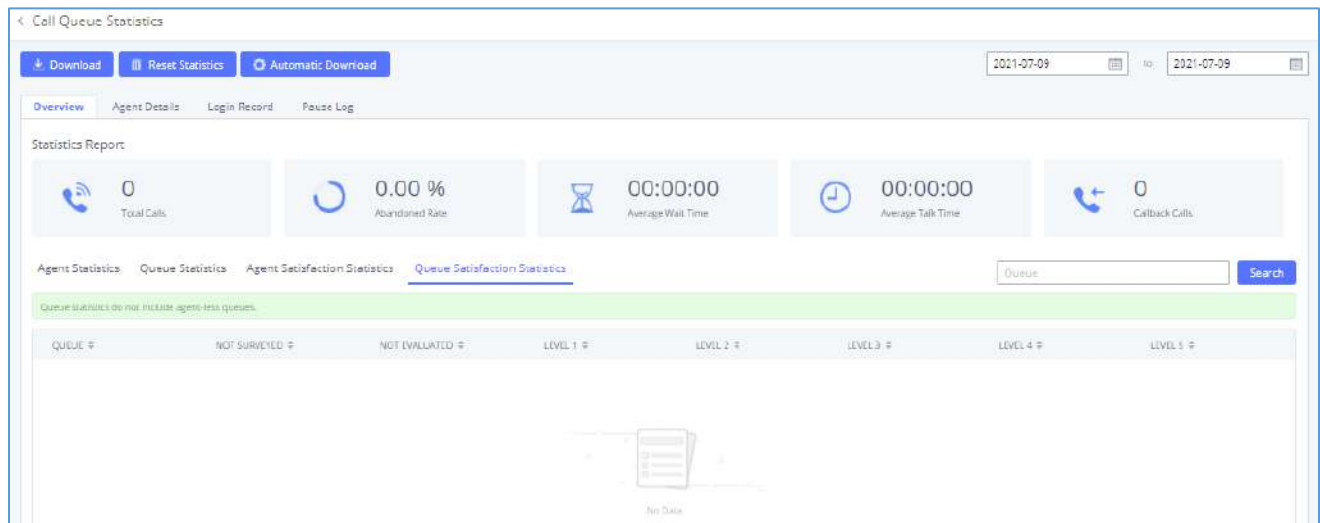 Call Queue Statistics
Download Reset Statistics Automatic Download 2021-07-09 to 2021-07-09
Overview Agent Details Login Record Pause Log
Statistics Report
0 0.00 % 00:00:00 00:00:00 0
Total Calls Abandoned Rate Average Wait Time Average Talk Time Callback Calls
Agent Statistics Queue Statistics Agent Satisfaction Statistics Queue Satisfaction Statistics Queue Search
Queue statistics do not include agent-less queues.
QUEUE NOT SURVEYED NOT EVALUATED LEVEL 1 LEVEL 2 LEVEL 3 LEVEL 4 LEVEL 5
No Data